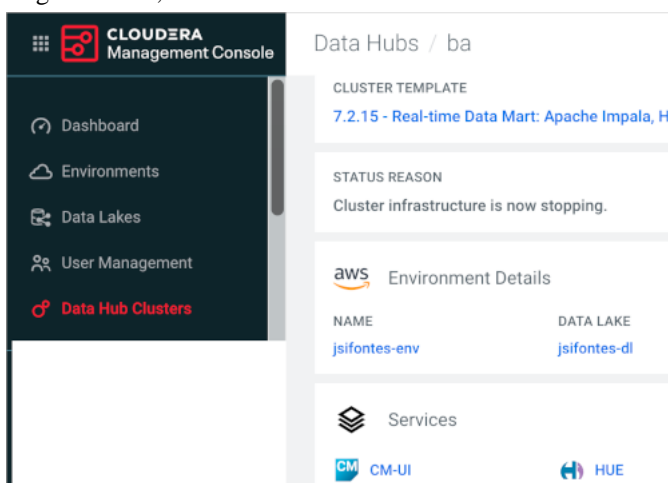 CLOUDERA
Management Console
Dashboard
Environments
Data Lakes
User Management
Data Hub Clusters
Data Hubs / ba
CLUSTER TEMPLATE
7.2.15 - Real-time Data Mart: Apache Impala, H
STATUS REASON
Cluster infrastructure is now stopping.
aws Environment Details
NAME DATA LAKE
jsifontes-env jsifontes-dl
Services
CM CM-UI HUE